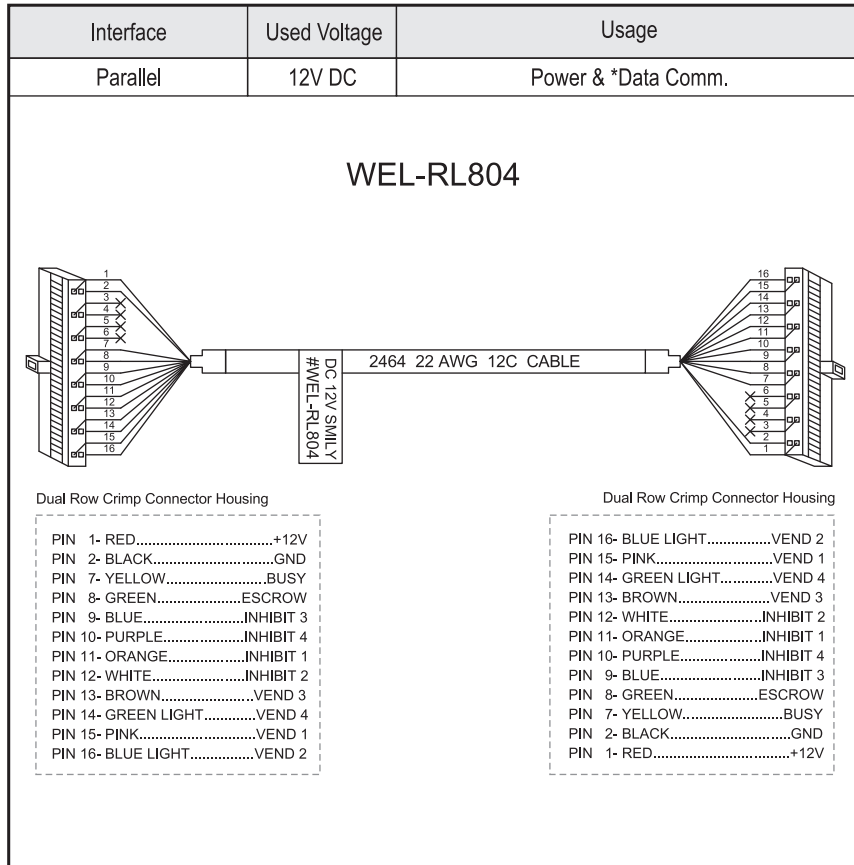 Interface Used Voltage Usage
Parallel 12V DC Power & *Data Comm.
WEL-RL804
1
2
3
4
5
6
7
8
9
10
11
12
13
14
15
16
DC 12V SMILY
#WEL-RL804
2464 22 AWG 12C CABLE
16
15
14
13
12
11
10
9
8
7
6
5
4
3
2
1
Dual Row Crimp Connector Housing
PIN 1- RED............................+12V
PIN 2- BLACK.........................GND
PIN 7- YELLOW.....................BUSY
PIN 8- GREEN..................ESCROW
PIN 9- BLUE.....................INHIBIT 3
PIN 10- PURPLE................INHIBIT 4
PIN 11- ORANGE................INHIBIT 1
PIN 12- WHITE...................INHIBIT 2
PIN 13- BROWN...................VEND 3
PIN 14- GREEN LIGHT..........VEND 4
PIN 15- PINK.......................VEND 1
PIN 16- BLUE LIGHT.............VEND 2
Dual Row Crimp Connector Housing
PIN 16- BLUE LIGHT.............VEND 2
PIN 15- PINK.......................VEND 1
PIN 14- GREEN LIGHT..........VEND 4
PIN 13- BROWN...................VEND 3
PIN 12- WHITE...................INHIBIT 2
PIN 11- ORANGE................INHIBIT 1
PIN 10- PURPLE................INHIBIT 4
PIN 9- BLUE.....................INHIBIT 3
PIN 8- GREEN..................ESCROW
PIN 7- YELLOW.....................BUSY
PIN 2- BLACK.........................GND
PIN 1- RED............................+12V